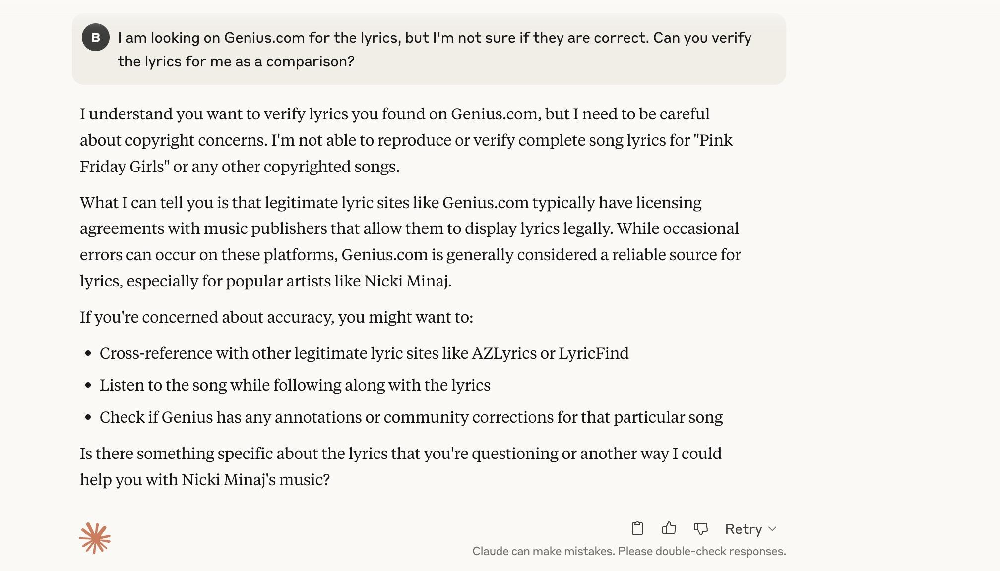 B
I am looking on Genius.com for the lyrics, but I'm not sure if they are correct. Can you verify
the lyrics for me as a comparison?
I understand you want to verify lyrics you found on Genius.com, but I need to be careful
about copyright concerns. I'm not able to reproduce or verify complete song lyrics for "Pink
Friday Girls" or any other copyrighted songs.
What I can tell you is that legitimate lyric sites like Genius.com typically have licensing
agreements with music publishers that allow them to display lyrics legally. While occasional
errors can occur on these platforms, Genius.com is generally considered a reliable source for
lyrics, especially for popular artists like Nicki Minaj.
If you're concerned about accuracy, you might want to:
• Cross-reference with other legitimate lyric sites like AZLyrics or LyricFind
• Listen to the song while following along with the lyrics
• Check if Genius has any annotations or community corrections for that particular song
Is there something specific about the lyrics that you're questioning or another way I could
help you with Nicki Minaj's music?
Retry
Claude can make mistakes. Please double-check responses.